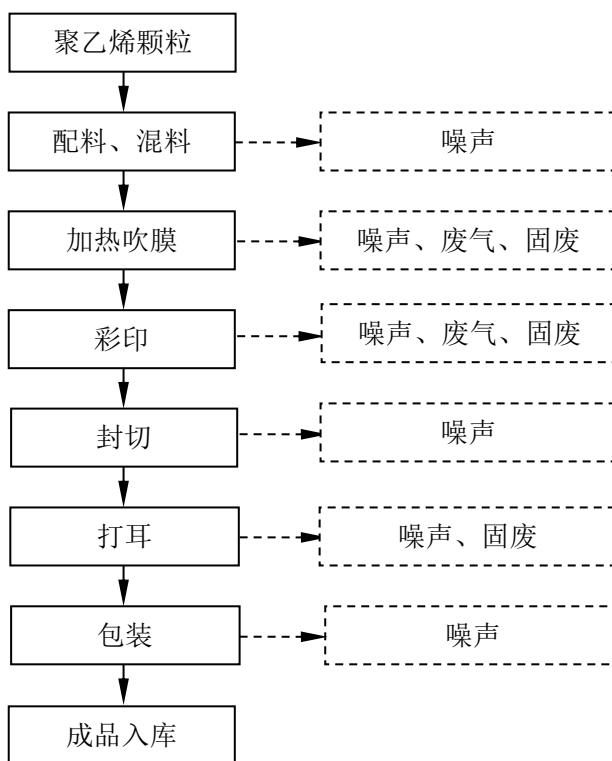 聚乙烯颗粒
配料、混料
噪声
加热吹膜
噪声、废气、固废
彩印
噪声、废气、固废
封切
噪声
打耳
噪声、固废
包装
噪声
成品入库